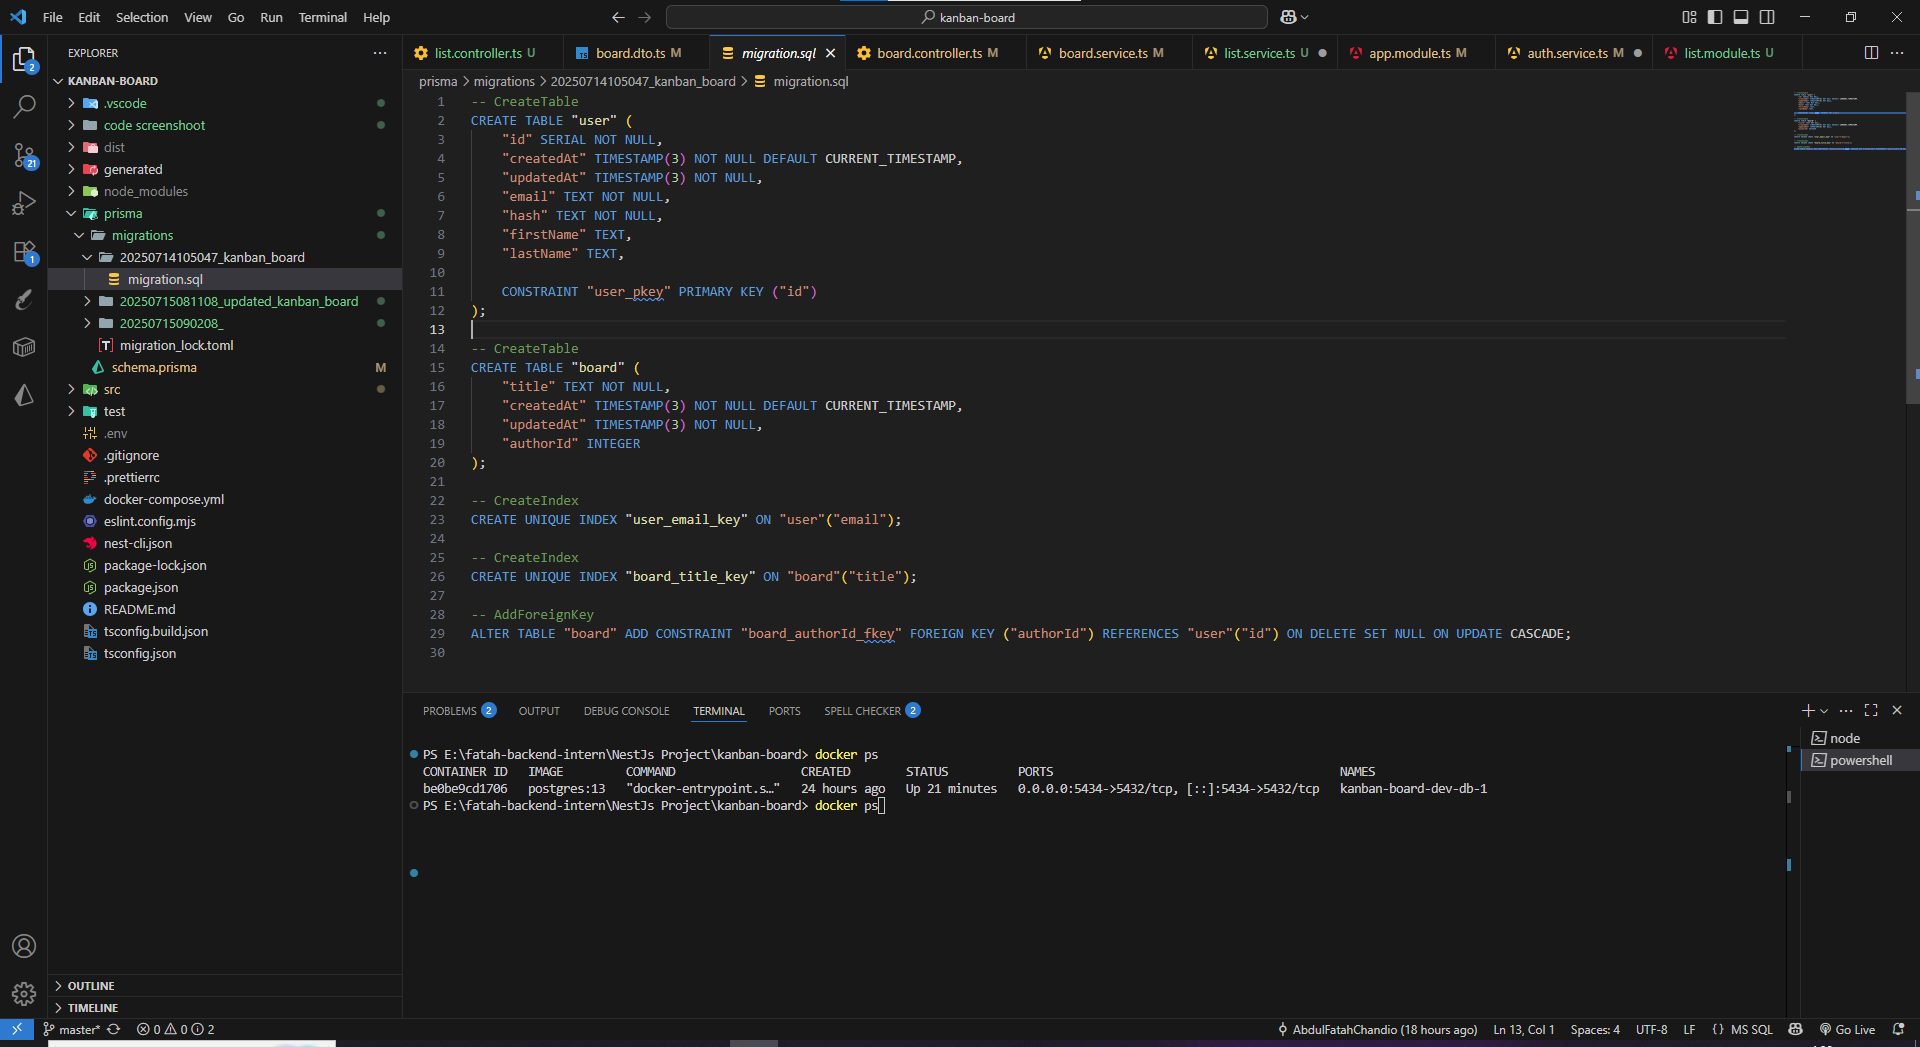 File Edit Selection View Go Run Terminal Help
kanban-board
EXPLORER
KANBAN-BOARD
.vscode
code screenshoot
dist
generated
node_modules
prisma
migrations
20250714105047_kanban_board
migration.sql
20250715081108_updated_kanban_board
20250715090208_
migration_lock.toml
schema.prisma M
src
test
.env
.gitignore
.prettierrc
docker-compose.yml
eslint.config.mjs
nest-cli.json
package-lock.json
package.json
README.md
tsconfig.build.json
tsconfig.json
OUTLINE
TIMELINE
2
21
1
list.controller.ts U board.dto.ts M migration.sql board.controller.ts M board.service.ts M list.service.ts U app.module.ts M auth.service.ts M list.module.ts U
prisma > migrations > 20250714105047_kanban_board > migration.sql
1 -- CreateTable
2 CREATE TABLE "user" (
3 "id" SERIAL NOT NULL,
4 "createdAt" TIMESTAMP(3) NOT NULL DEFAULT CURRENT_TIMESTAMP,
5 "updatedAt" TIMESTAMP(3) NOT NULL,
6 "email" TEXT NOT NULL,
7 "hash" TEXT NOT NULL,
8 "firstName" TEXT,
9 "lastName" TEXT,
10
11 CONSTRAINT "user_pkey" PRIMARY KEY ("id")
12 );
13
14 -- CreateTable
15 CREATE TABLE "board" (
16 "title" TEXT NOT NULL,
17 "createdAt" TIMESTAMP(3) NOT NULL DEFAULT CURRENT_TIMESTAMP,
18 "updatedAt" TIMESTAMP(3) NOT NULL,
19 "authorId" INTEGER
20 );
21
22 -- CreateIndex
23 CREATE UNIQUE INDEX "user_email_key" ON "user"("email");
24
25 -- CreateIndex
26 CREATE UNIQUE INDEX "board_title_key" ON "board"("title");
27
28 -- AddForeignKey
29 ALTER TABLE "board" ADD CONSTRAINT "board_authorId_fkey" FOREIGN KEY ("authorId") REFERENCES "user"("id") ON DELETE SET NULL ON UPDATE CASCADE;
30
PROBLEMS 2 OUTPUT DEBUG CONSOLE TERMINAL PORTS SPELL CHECKER 2
PS E:\fatah-backend-intern\NestJs Project\kanban-board> docker ps
CONTAINER ID IMAGE COMMAND CREATED STATUS PORTS NAMES
be0be9cd1706 postgres:13 "docker-entrypoint.s…" 24 hours ago Up 21 minutes 0.0.0.0:5434->5432/tcp, [::]:5434->5432/tcp kanban-board-dev-db-1
PS E:\fatah-backend-intern\NestJs Project\kanban-board> docker ps
node
powershell
master* 0 0 2 AbdulFatahChandio (18 hours ago) Ln 13, Col 1 Spaces: 4 UTF-8 LF {} MS SQL Go Live